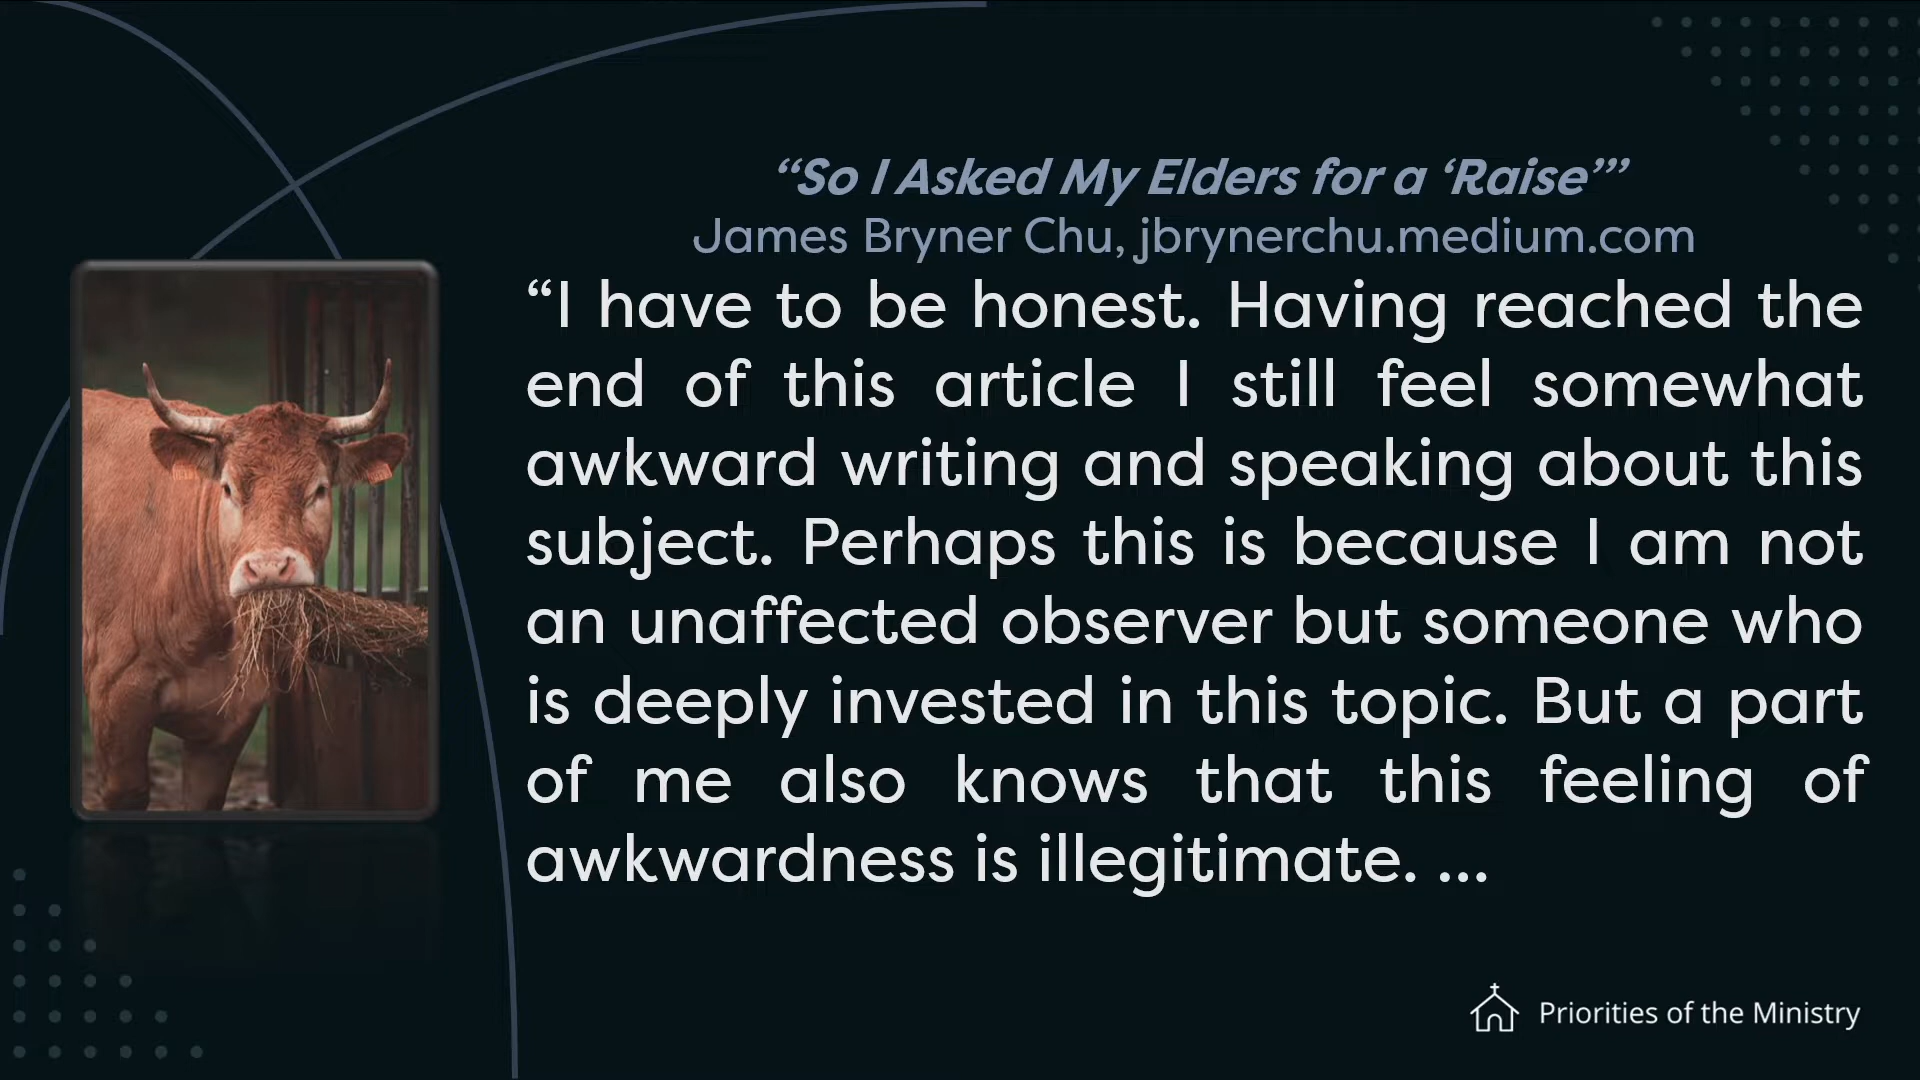 “So I Asked My Elders for a ‘Raise’”
James Bryner Chu, jbrynerchu.medium.com
“I have to be honest. Having reached the
end of this article I still feel somewhat
awkward writing and speaking about this
subject. Perhaps this is because I am not
an unaffected observer but someone who
is deeply invested in this topic. But a part
of me also knows that this feeling of
awkwardness is illegitimate. ...
Priorities of the Ministry